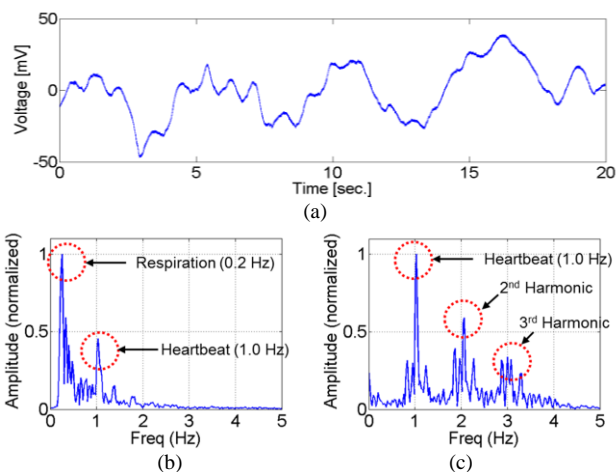 50
0
-50
Voltage [mV]
0 5 10 15 20
Time [sec.]
(a)
1
0.5
0
Amplitude (normalized)
Respiration (0.2 Hz)
Heartbeat (1.0 Hz)
0 1 2 3 4 5
Freq (Hz)
(b)
1
0.5
0
Amplitude (normalized)
Heartbeat (1.0 Hz)
2nd Harmonic
3rd Harmonic
0 1 2 3 4 5
Freq (Hz)
(c)